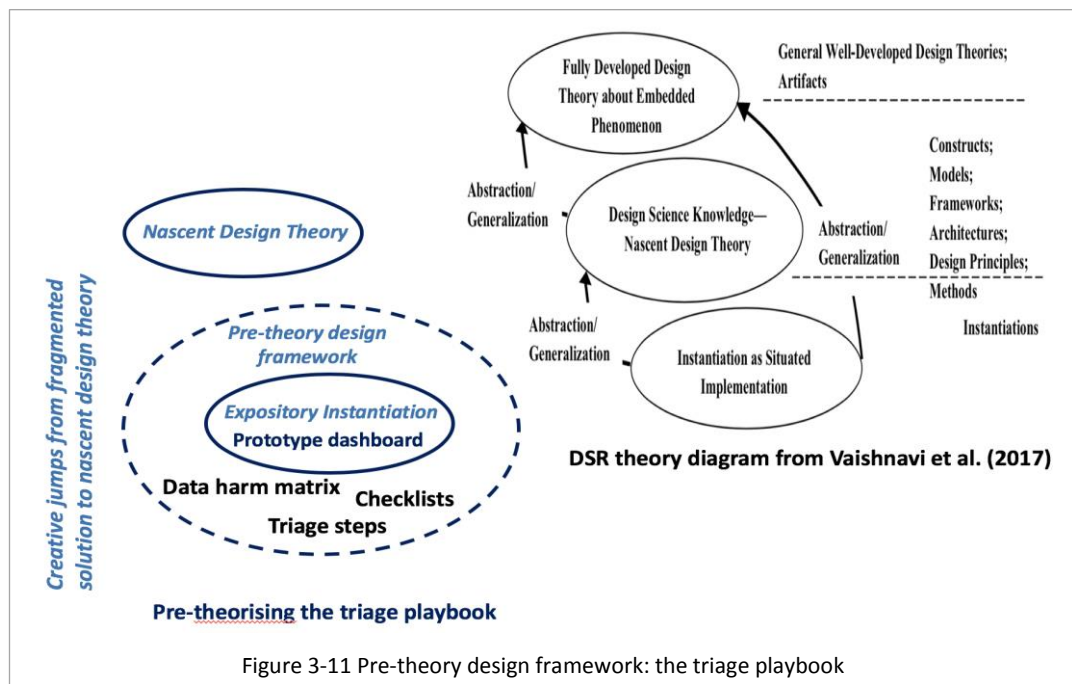 Creative jumps from fragmented
solution to nascent design theory
Nascent Design Theory
Pre-theory design
framework
Expository Instantiation
Prototype dashboard
Data harm matrix
Checklists
Triage steps
Pre-theorising the triage playbook
Fully Developed Design
Theory about Embedded
Phenomenon
Abstraction/
Generalization
Design Science Knowledge—
Nascent Design Theory
Abstraction/
Generalization
Abstraction/
Generalization
Instantiation as Situated
Implementation
General Well-Developed Design Theories;
Artifacts
Constructs;
Models;
Frameworks;
Architectures;
Design Principles;
Methods
Instantiations
DSR theory diagram from Vaishnavi et al. (2017)
Figure 3-11 Pre-theory design framework: the triage playbook